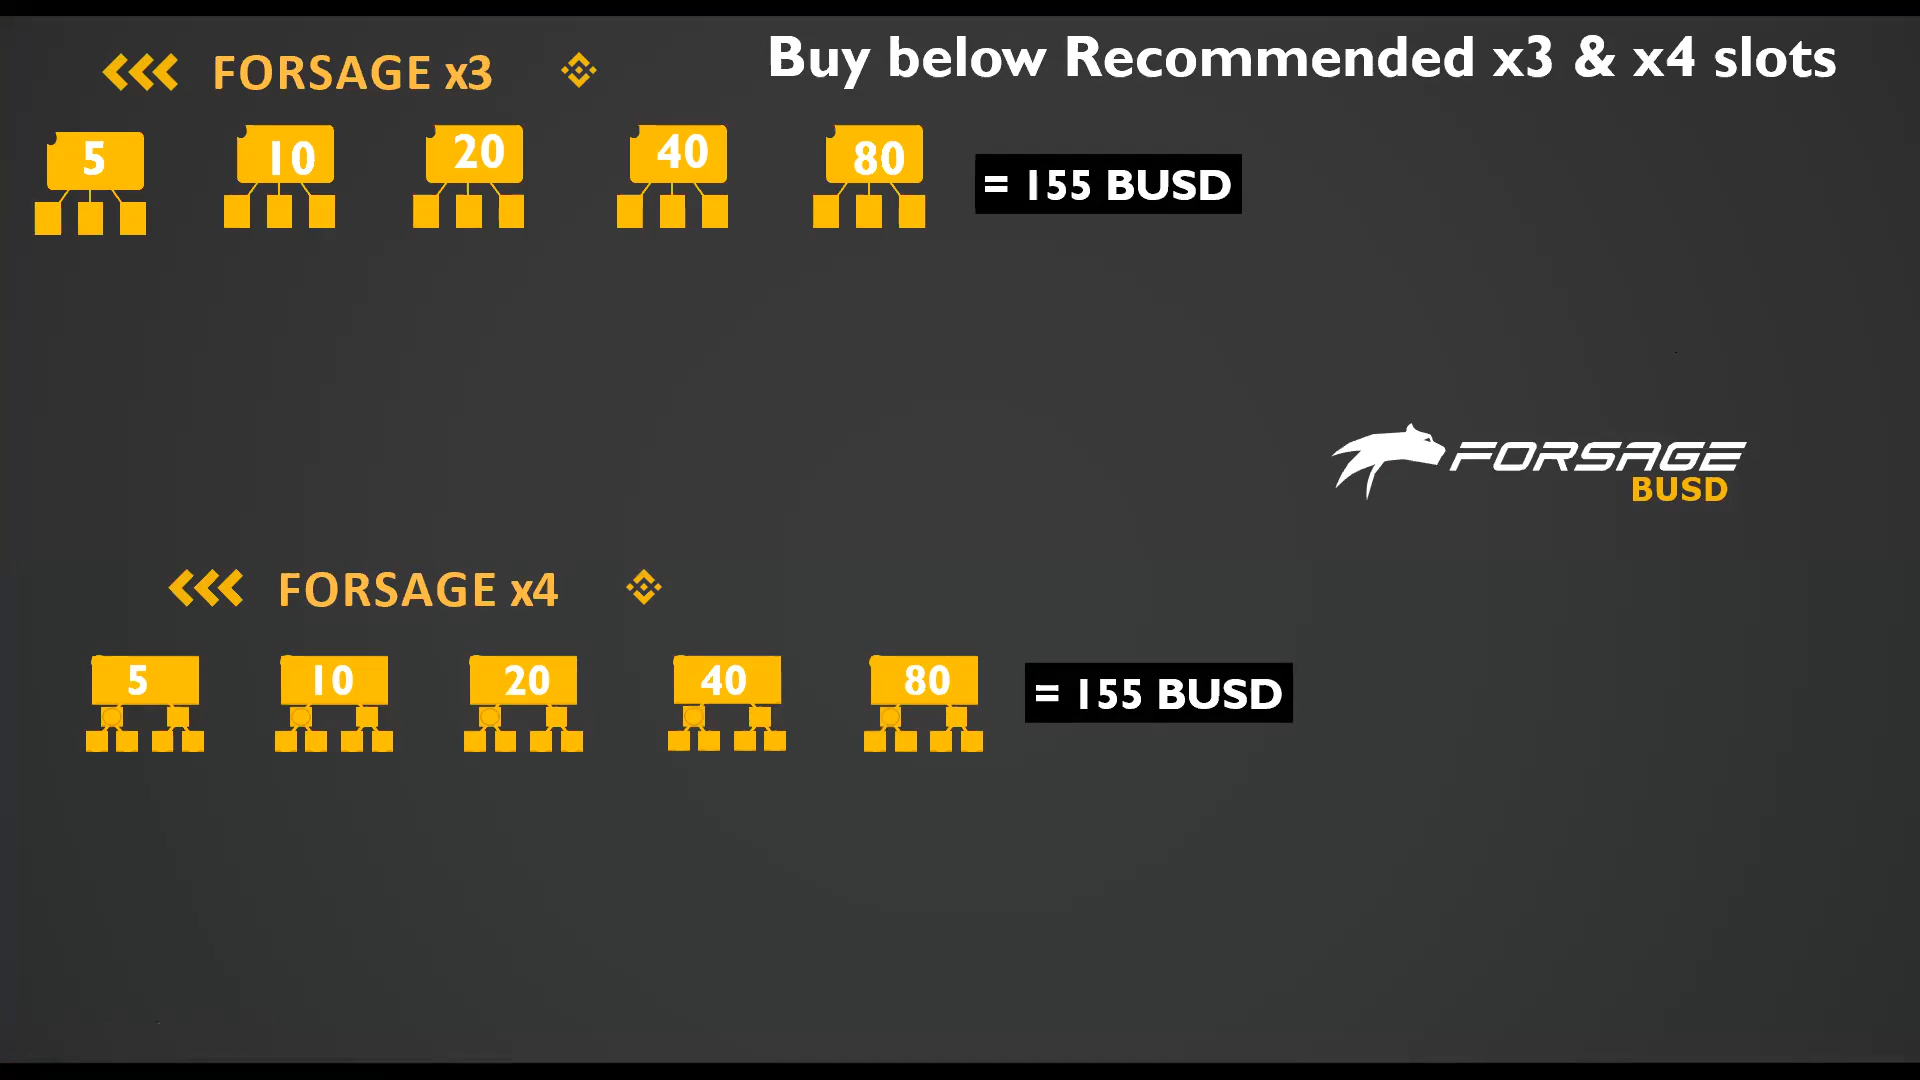 FORSAGE x3
Buy below Recommended x3 & x4 slots
5 10 20 40 80 = 155 BUSD
FORSAGE
BUSD
FORSAGE x4
5 10 20 40 80 = 155 BUSD